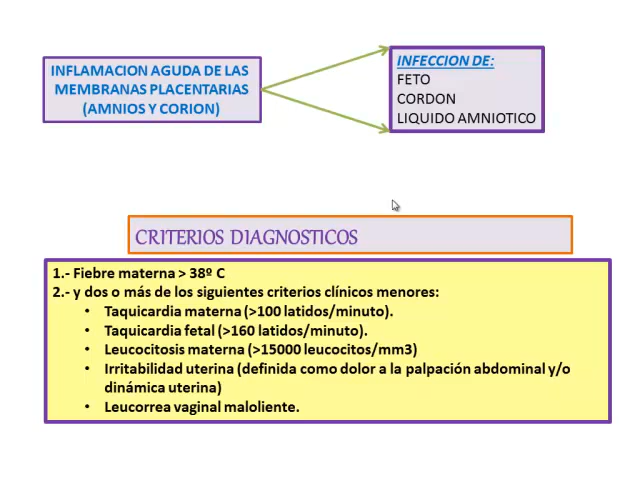 INFLAMACION AGUDA DE LAS
MEMBRANAS PLACENTARIAS
(AMNIOS Y CORION)
INFECCION DE:
FETO
CORDON
LIQUIDO AMNIOTICO
CRITERIOS DIAGNOSTICOS
1.- Fiebre materna > 38º C
2.- y dos o más de los siguientes criterios clínicos menores:
• Taquicardia materna (>100 latidos/minuto).
• Taquicardia fetal (>160 latidos/minuto).
• Leucocitosis materna (>15000 leucocitos/mm3)
• Irritabilidad uterina (definida como dolor a la palpación abdominal y/o
dinámica uterina)
• Leucorrea vaginal maloliente.